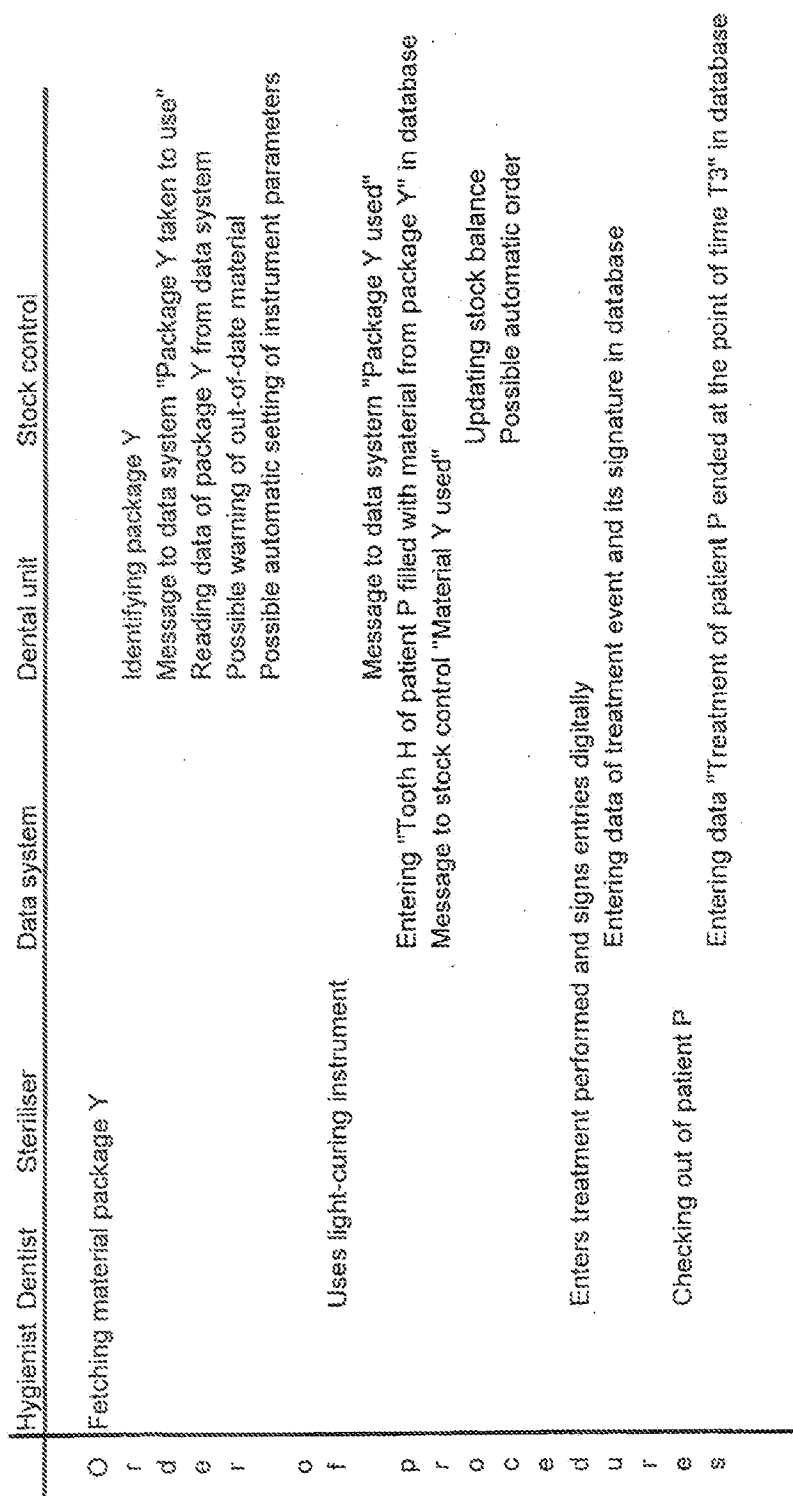 Hygienist Dentist Steriliser Data system Dental unit Stock control
Order of procedures
Fetching material package Y
Identifying package Y
Message to data system "Package Y taken to use"
Reading data of package Y from data system
Possible warning of out-of-date material
Possible automatic setting of instrument parameters
Uses light-curing instrument
Message to data system "Package Y used"
Entering "Tooth H of patient P filled with material from package Y" in database
Message to stock control "Material Y used"
Updating stock balance
Possible automatic order
Enters treatment performed and signs entries digitally
Entering data of treatment event and its signature in database
Checking out of patient P
Entering data "Treatment of patient P ended at the point of time T3" in database